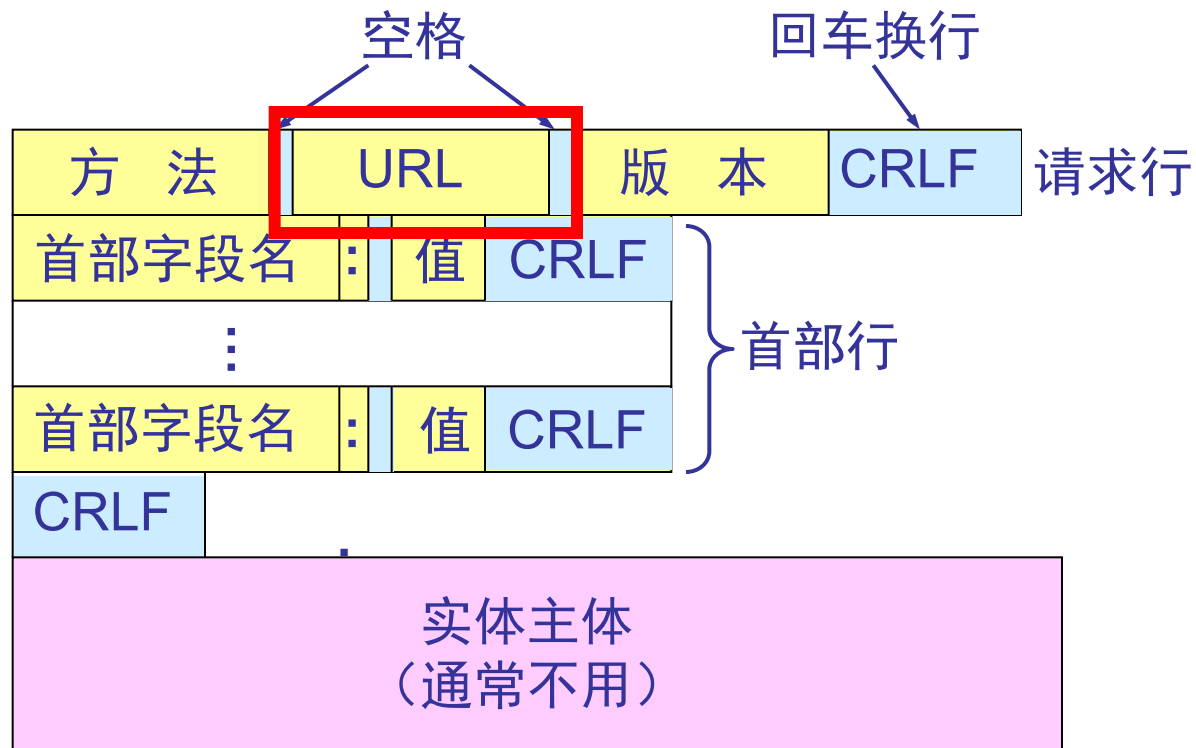 空格 回车换行
方 法 URL 版 本 CRLF 请求行
首部字段名 : 值 CRLF
⋮ 首部行
首部字段名 : 值 CRLF
CRLF
实体主体
（通常不用）